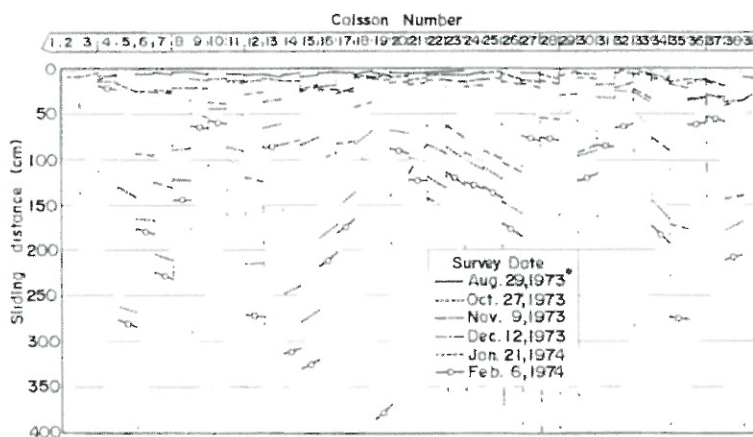 Caisson Number
1 2 3 4 5 6 7 8 9 10 11 12 13 14 15 16 17 18 19 20 21 22 23 24 25 26 27 28 29 30 31 32 33 34 35 36 37 38
Sliding distance (cm)
0
50
100
150
200
250
300
350
400
Survey Date
Aug. 29, 1973
Oct. 27, 1973
Nov. 9, 1973
Dec. 12, 1973
Jan. 21, 1974
Feb. 6, 1974